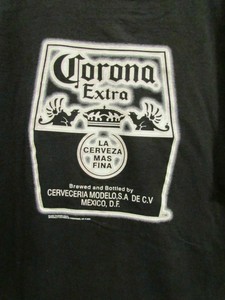 Corona
Extra
LA
CERVEZA
MAS
FINA
Brewed and Bottled by
CERVECERIA MODELO,S.A DE C.V
MEXICO, D.F.